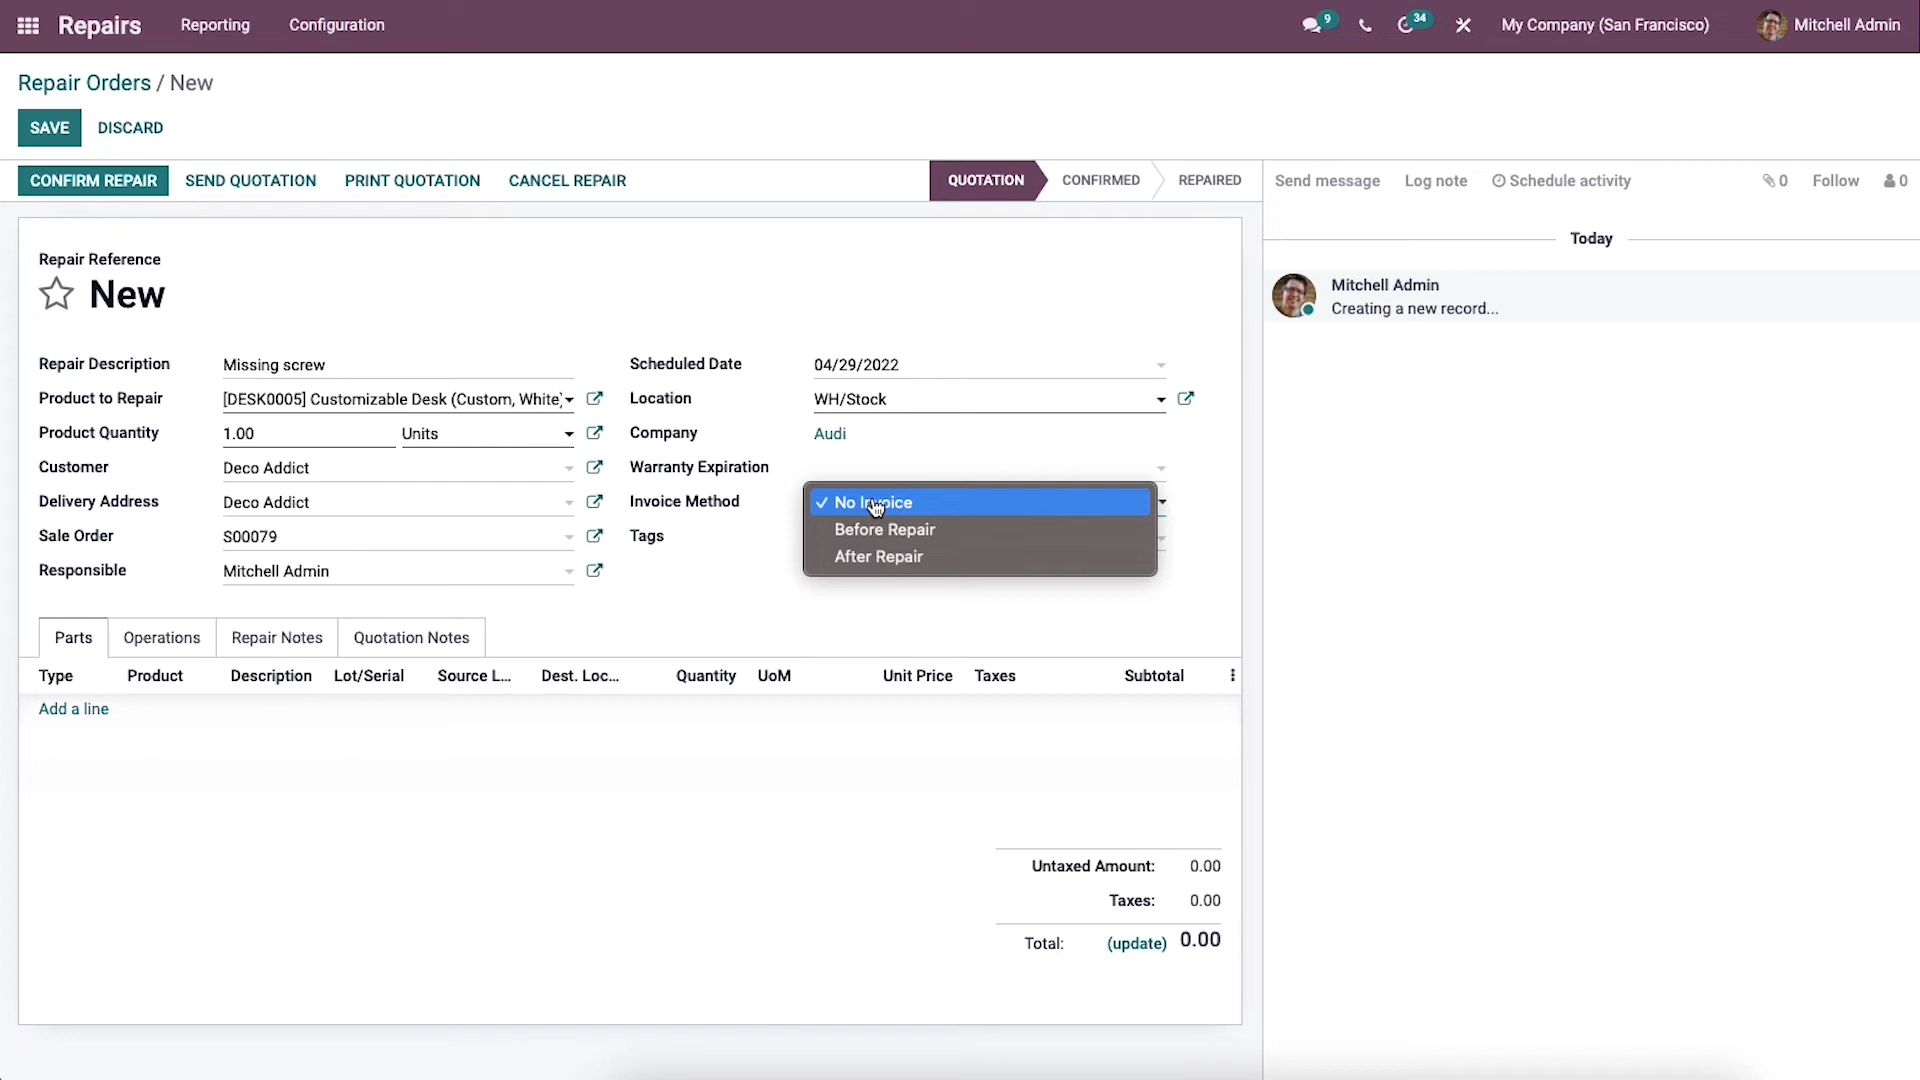 Repairs Reporting Configuration 9 34 My Company (San Francisco) Mitchell Admin
Repair Orders / New
SAVE DISCARD
CONFIRM REPAIR SEND QUOTATION PRINT QUOTATION CANCEL REPAIR QUOTATION CONFIRMED REPAIRED Send message Log note Schedule activity 0 Follow 0
Today
Repair Reference
New
Mitchell Admin
Creating a new record...
Repair Description Missing screw Scheduled Date 04/29/2022
Product to Repair [DESK0005] Customizable Desk (Custom, White) Location WH/Stock
Product Quantity 1.00 Units Company Audi
Customer Deco Addict Warranty Expiration
Delivery Address Deco Addict Invoice Method No Invoice
Before Repair
Sale Order S00079 Tags
After Repair
Responsible Mitchell Admin
Parts Operations Repair Notes Quotation Notes
Type Product Description Lot/Serial Source L... Dest. Loc... Quantity UoM Unit Price Taxes Subtotal
Add a line
Untaxed Amount: 0.00
Taxes: 0.00
Total: (update) 0.00